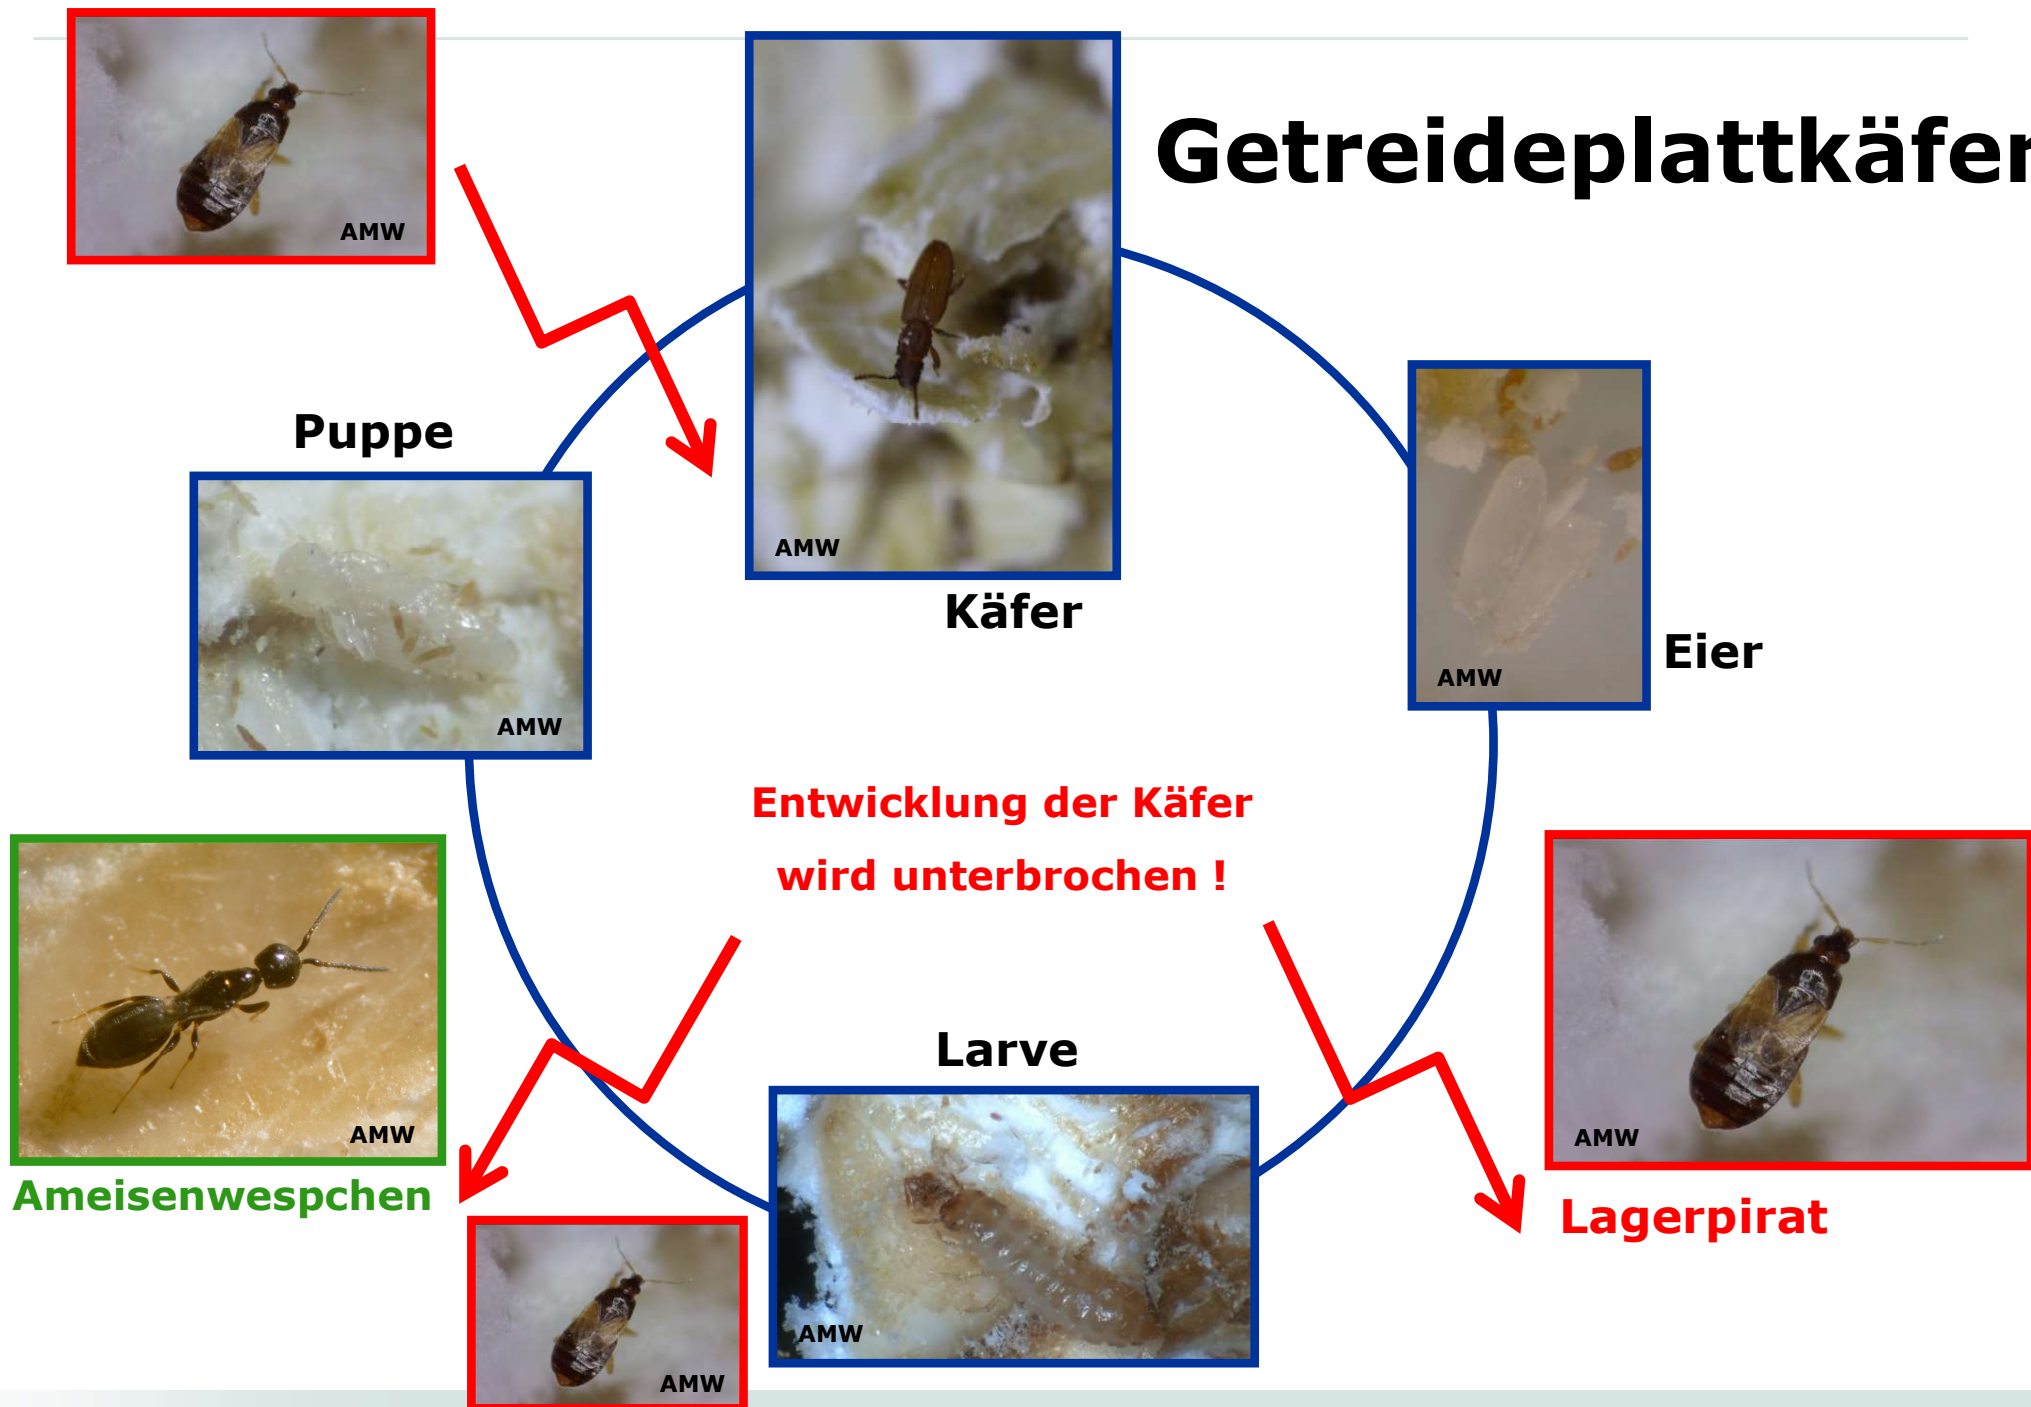 AMW
Getreideplattkäfer
Puppe
AMW
AMW
Käfer
AMW
Eier
AMW
Entwicklung der Käfer
wird unterbrochen !
AMW
Ameisenwespchen
Larve
AMW
Lagerpirat
AMW
AMW